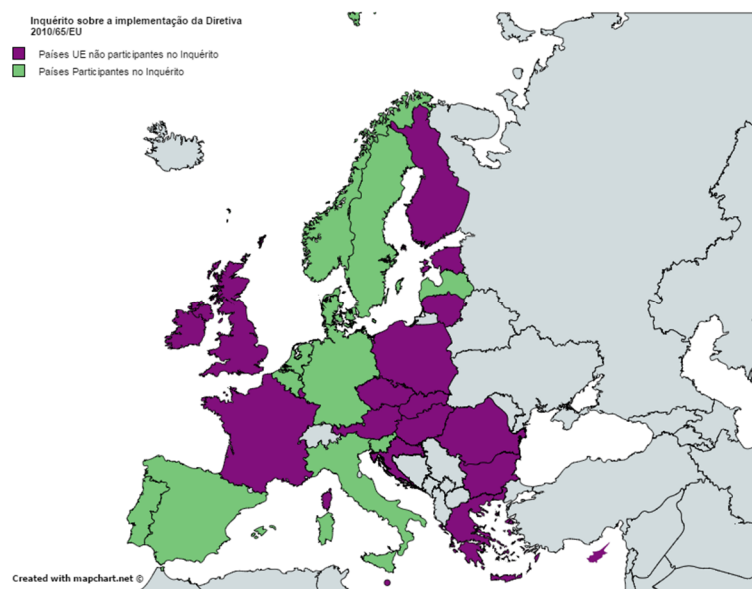 Inquérito sobre a implementação da Diretiva
2010/65/EU
Países UE não participantes no Inquérito
Países Participantes no Inquérito
Created with mapchart.net ©